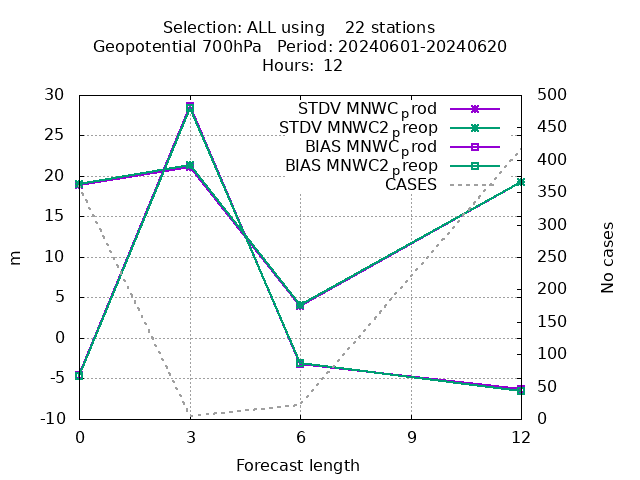 Selection: ALL using    22 stations
Geopotential 700hPa   Period: 20240601-20240620
Hours: 12
30
25
20
15
10
5
0
-5
-10
500
450
400
350
300
250
200
150
100
50
0
STDV MNWC_prod
STDV MNWC2_preop
BIAS MNWC_prod
BIAS MNWC2_preop
CASES
m
No cases
0 3 6 9 12
Forecast length